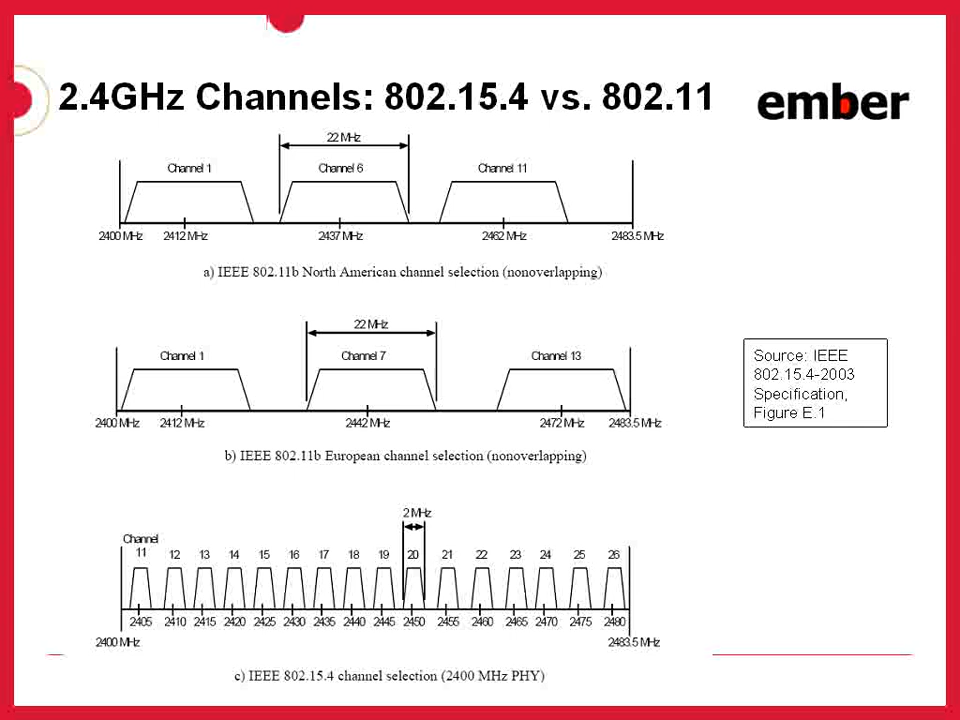 2.4GHz Channels: 802.15.4 vs. 802.11
ember
22 MHz
Channel 1 Channel 6 Channel 11
2400 MHz 2412 MHz 2437 MHz 2462 MHz 2483.5 MHz
a) IEEE 802.11b North American channel selection (nonoverlapping)
22 MHz
Channel 1 Channel 7 Channel 13
2400 MHz 2412 MHz 2442 MHz 2472 MHz 2483.5 MHz
b) IEEE 802.11b European channel selection (nonoverlapping)
Source: IEEE
802.15.4-2003
Specification,
Figure E.1
2 MHz
Channel
11 12 13 14 15 16 17 18 19 20 21 22 23 24 25 26
2405 2410 2415 2420 2425 2430 2435 2440 2445 2450 2455 2460 2465 2470 2475 2480
2400 MHz 2483.5 MHz
c) IEEE 802.15.4 channel selection (2400 MHz PHY)